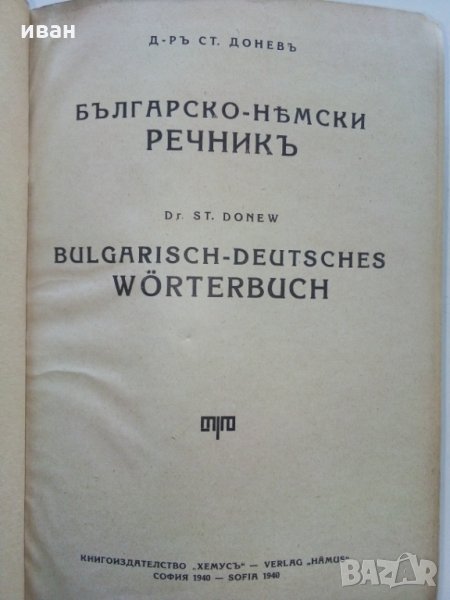 иван
Д-РЪ СТ. ДОНЕВЪ
БЪЛГАРСКО-НѢМСКИ
РЕЧНИКЪ
Dr. ST. DONEW
BULGARISCH-DEUTSCHES
WÖRTERBUCH
КНИГОИЗДАТЕЛСТВО „ХЕМУСЪ" — VERLAG „HÄMUS"
СОФИЯ 1940 — SOFIA 1940
BAZAR